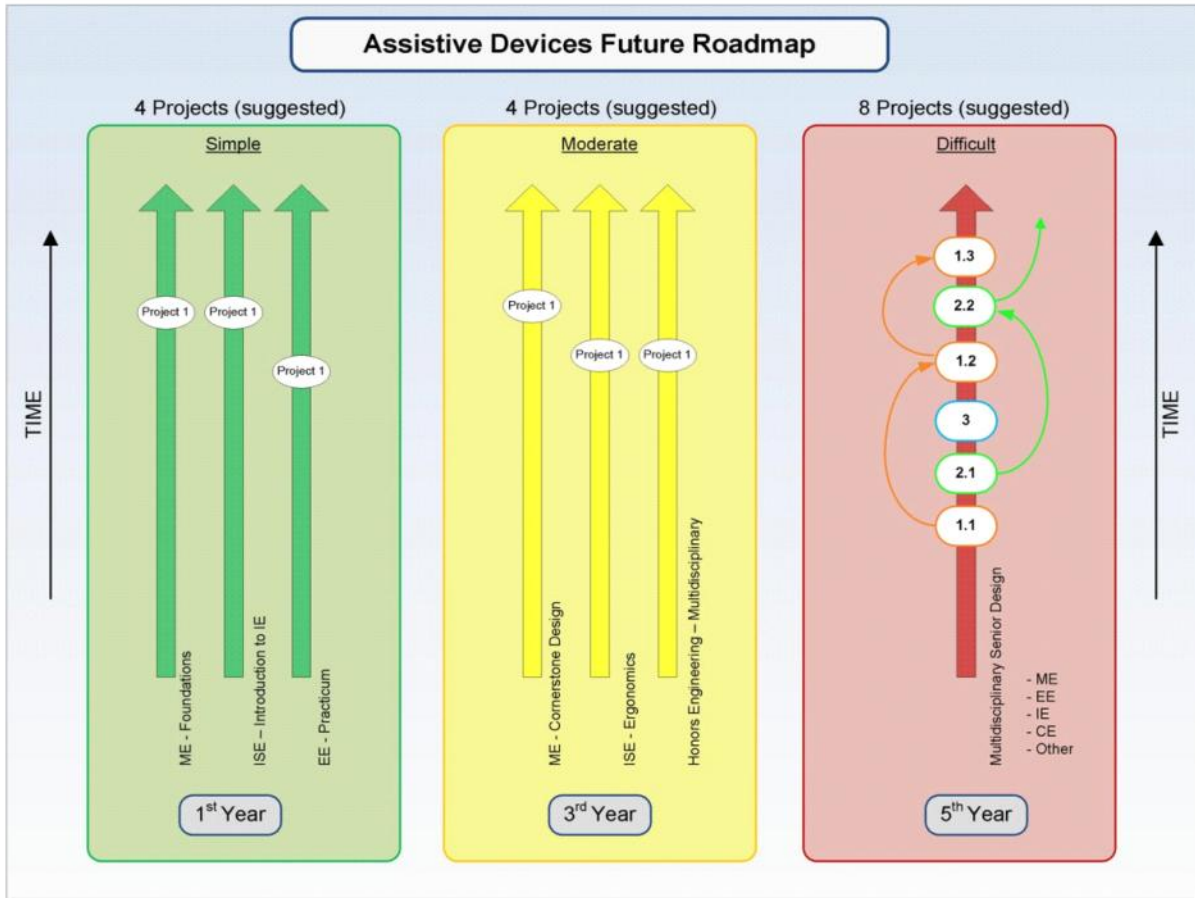 Assistive Devices Future Roadmap
4 Projects (suggested)
Simple
Project 1
Project 1
Project 1
ME - Foundations
ISE – Introduction to IE
EE - Practicum
1st Year
4 Projects (suggested)
Moderate
Project 1
Project 1
Project 1
ME - Cornerstone Design
ISE - Ergonomics
Honors Engineering – Multidisciplinary
3rd Year
8 Projects (suggested)
Difficult
1.3
2.2
1.2
3
2.1
1.1
Multidisciplinary Senior Design
- ME
- EE
- IE
- CE
- Other
5th Year
TIME
TIME